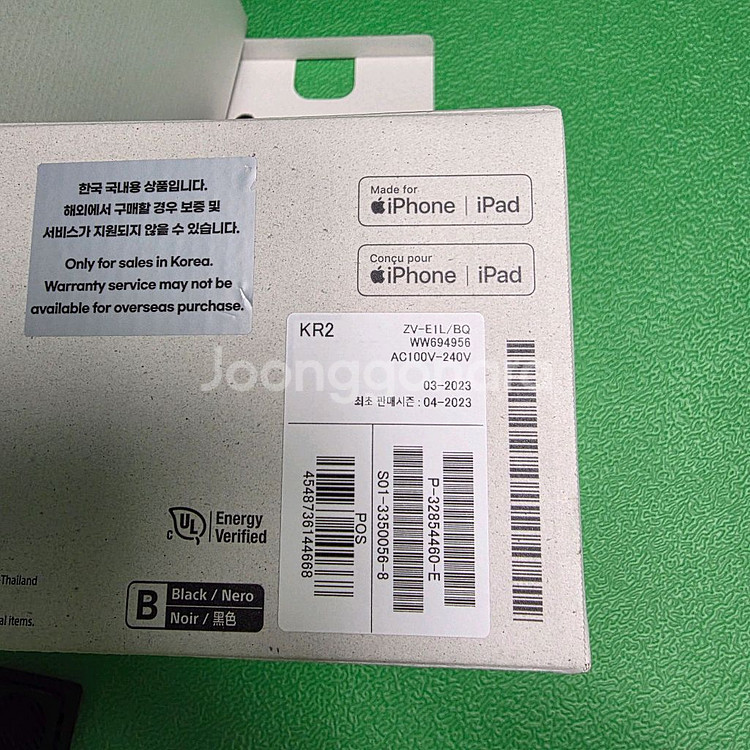 한국 국내용 상품입니다.
해외에서 구매할 경우 보증 및
서비스가 지원되지 않을 수 있습니다.
Only for sales in Korea.
Warranty service may not be
available for overseas purchase.
Made for
iPhone | iPad
Conçu pour
iPhone | iPad
KR2
ZV-E1L/BQ
WW694956
AC100V-240V
03-2023
최초 판매시즌 : 04-2023
Joonggonara
P-32854460-E
S01-3350056-8
POS
4548736144668
c UL
Energy
Verified
B
Black / Nero
Noir / 黑色
Thailand
al items.